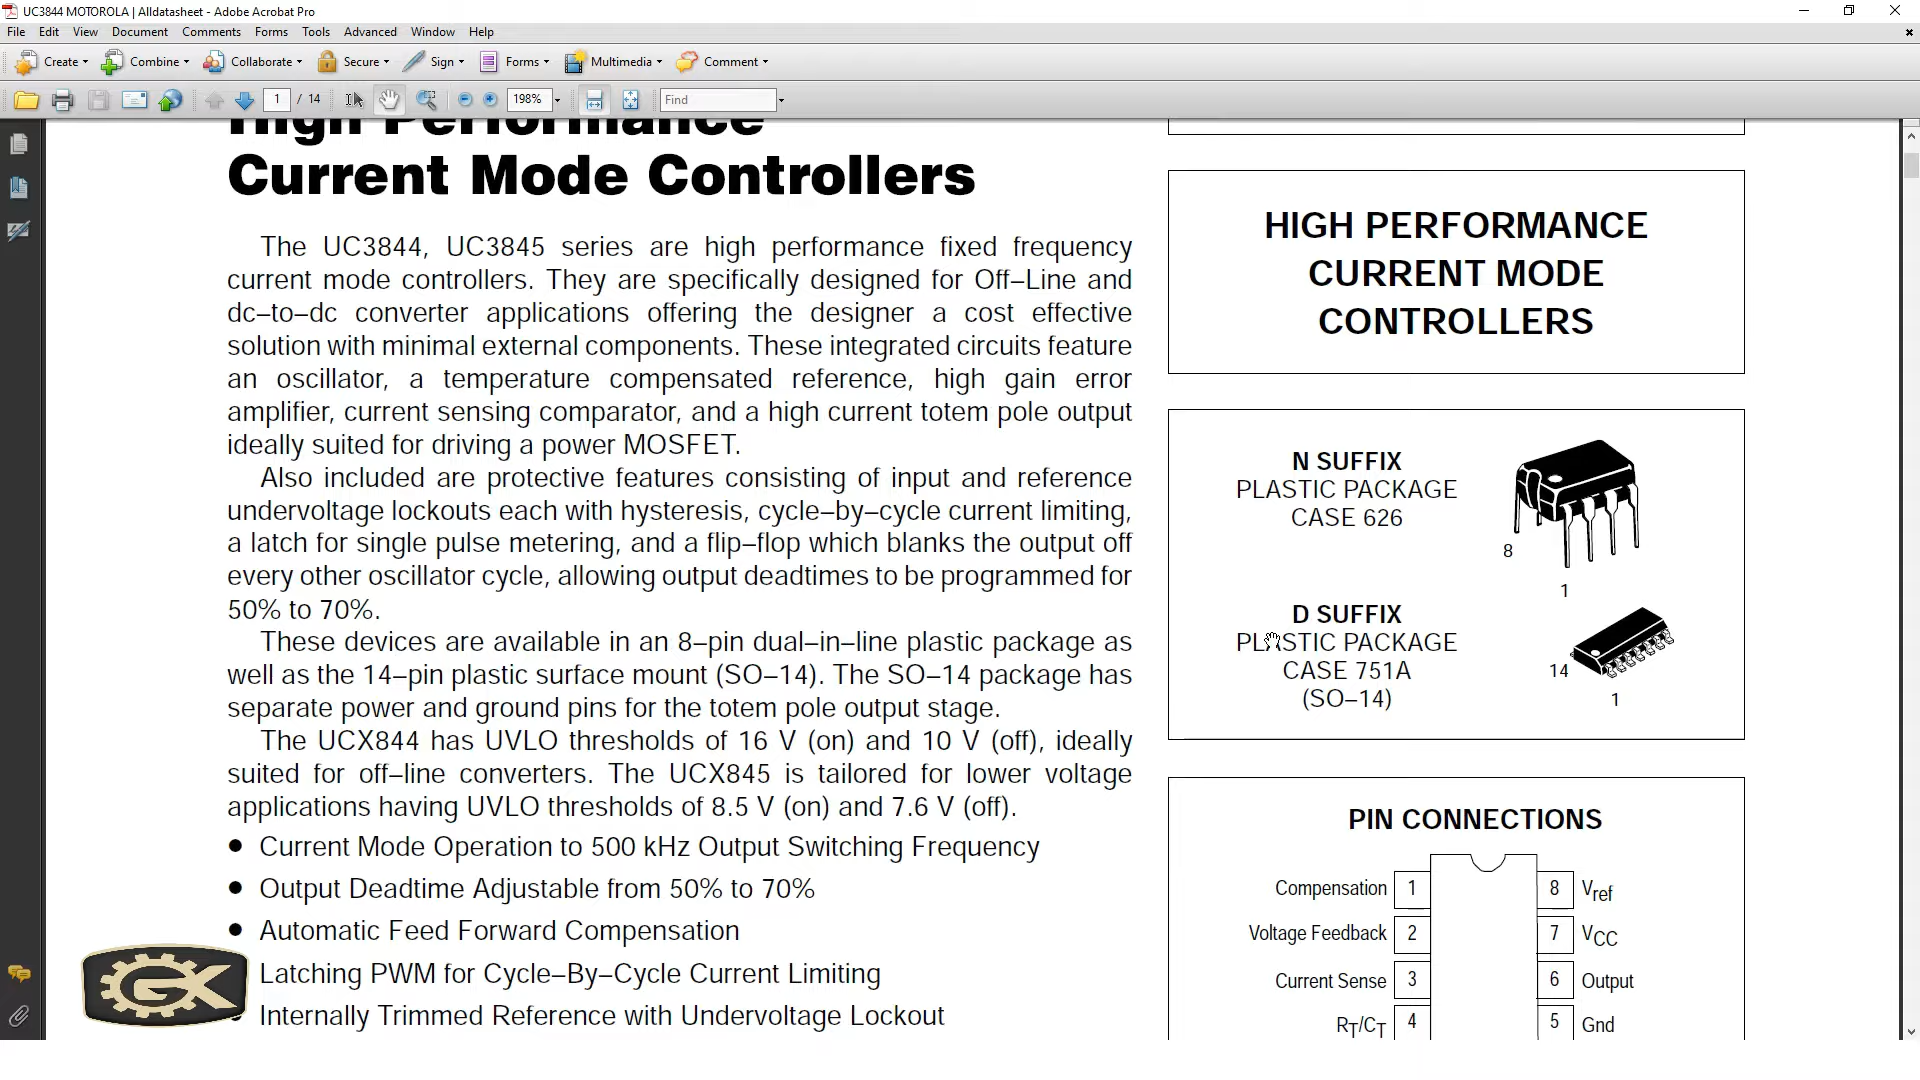 UC3844 MOTOROLA | Alldatasheet - Adobe Acrobat Pro
File Edit View Document Comments Forms Tools Advanced Window Help
Create Combine Collaborate Secure Sign Forms Multimedia Comment
1 / 14 198% Find
High Performance
Current Mode Controllers
The UC3844, UC3845 series are high performance fixed frequency
current mode controllers. They are specifically designed for Off–Line and
dc–to–dc converter applications offering the designer a cost effective
solution with minimal external components. These integrated circuits feature
an oscillator, a temperature compensated reference, high gain error
amplifier, current sensing comparator, and a high current totem pole output
ideally suited for driving a power MOSFET.
Also included are protective features consisting of input and reference
undervoltage lockouts each with hysteresis, cycle–by–cycle current limiting,
a latch for single pulse metering, and a flip–flop which blanks the output off
every other oscillator cycle, allowing output deadtimes to be programmed for
50% to 70%.
These devices are available in an 8–pin dual–in–line plastic package as
well as the 14–pin plastic surface mount (SO–14). The SO–14 package has
separate power and ground pins for the totem pole output stage.
The UCX844 has UVLO thresholds of 16 V (on) and 10 V (off), ideally
suited for off–line converters. The UCX845 is tailored for lower voltage
applications having UVLO thresholds of 8.5 V (on) and 7.6 V (off).
● Current Mode Operation to 500 kHz Output Switching Frequency
● Output Deadtime Adjustable from 50% to 70%
● Automatic Feed Forward Compensation
Latching PWM for Cycle–By–Cycle Current Limiting
Internally Trimmed Reference with Undervoltage Lockout
GK
HIGH PERFORMANCE
CURRENT MODE
CONTROLLERS
N SUFFIX
PLASTIC PACKAGE
CASE 626
8
1
D SUFFIX
PLASTIC PACKAGE
CASE 751A
(SO–14)
14
1
PIN CONNECTIONS
Compensation 1 8 Vref
Voltage Feedback 2 7 VCC
Current Sense 3 6 Output
RT/CT 4 5 Gnd